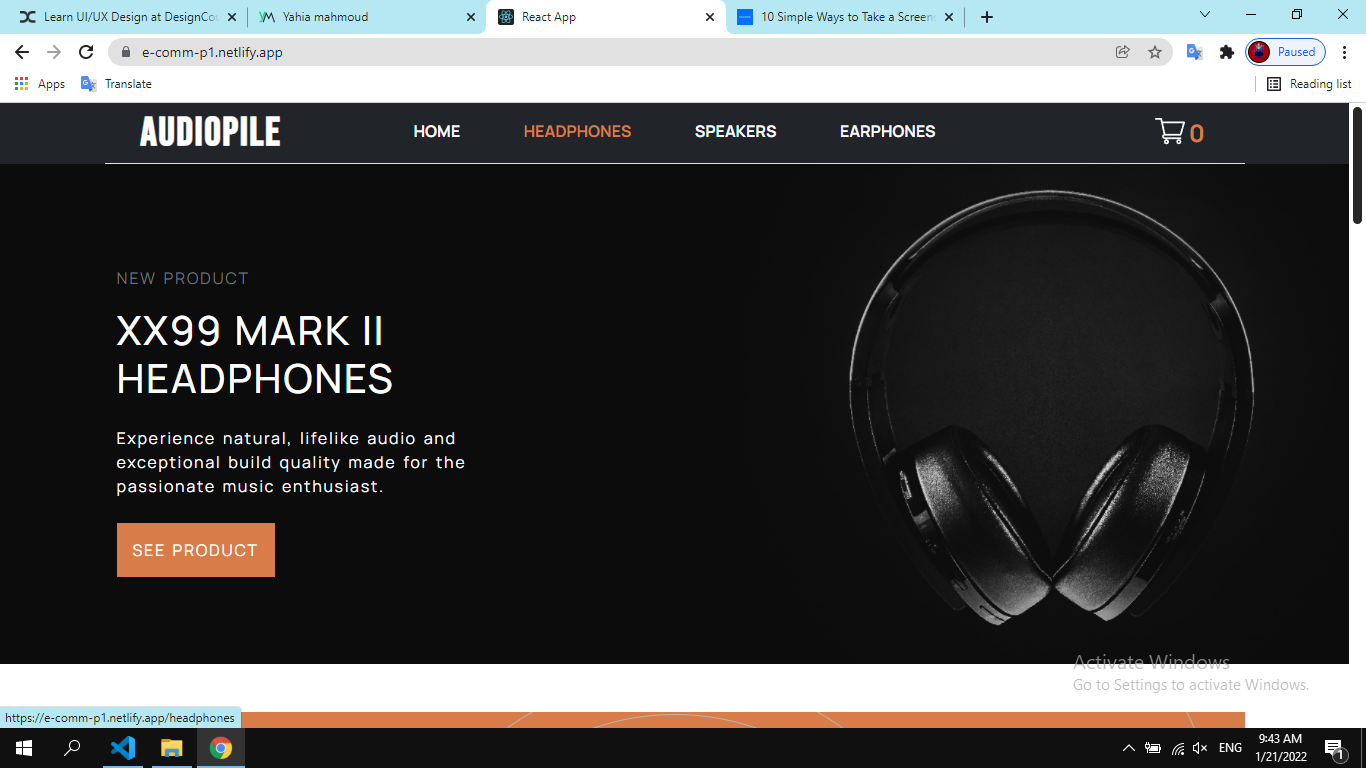 Learn UI/UX Design at DesignCo
Yahia mahmoud
React App
10 Simple Ways to Take a Screens
e-comm-p1.netlify.app
Paused
Apps
Translate
Reading list
AUDIOPILE
HOME
HEADPHONES
SPEAKERS
EARPHONES
0
NEW PRODUCT
XX99 MARK II
HEADPHONES
Experience natural, lifelike audio and
exceptional build quality made for the
passionate music enthusiast.
SEE PRODUCT
Activate Windows
Go to Settings to activate Windows.
https://e-comm-p1.netlify.app/headphones
ENG
9:43 AM
1/21/2022
1